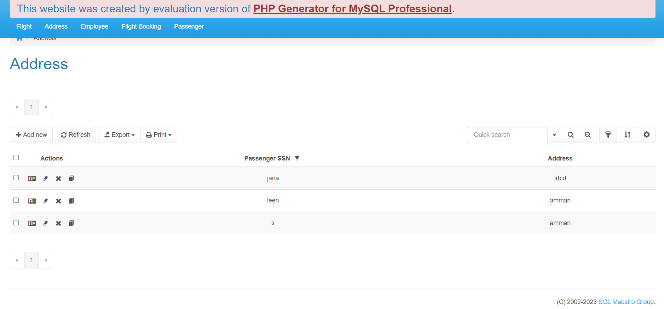 This website was created by evaluation version of PHP Generator for MySQL Professional.
Flight Address Employee Flight Booking Passenger
Address
Address
« 1 »
Add new Refresh Export Print Quick search
Actions Passenger SSN Address
jana irbid
leen amman
s amman
« 1 »
(C) 2002-2023 SQL Maestro Group.